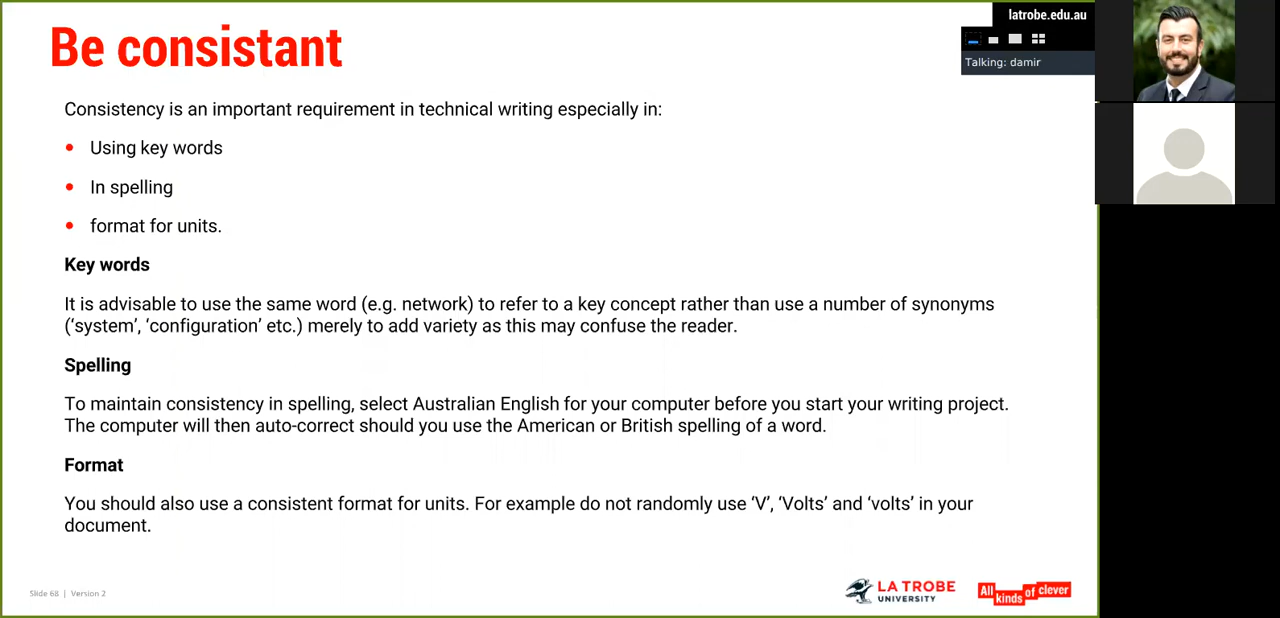 latrobe.edu.au
Talking: damir
Be consistant
Consistency is an important requirement in technical writing especially in:
Using key words
In spelling
format for units.
Key words
It is advisable to use the same word (e.g. network) to refer to a key concept rather than use a number of synonyms
(‘system’, ‘configuration’ etc.) merely to add variety as this may confuse the reader.
Spelling
To maintain consistency in spelling, select Australian English for your computer before you start your writing project.
The computer will then auto-correct should you use the American or British spelling of a word.
Format
You should also use a consistent format for units. For example do not randomly use ‘V’, ‘Volts’ and ‘volts’ in your
document.
Slide 68 | Version 2
LA TROBE
UNIVERSITY
All kinds of clever